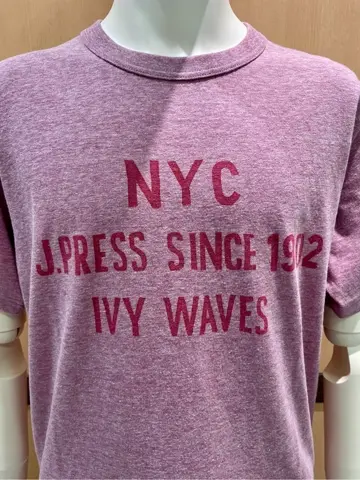 NYC
J.PRESS SINCE 1902
IVY WAVES